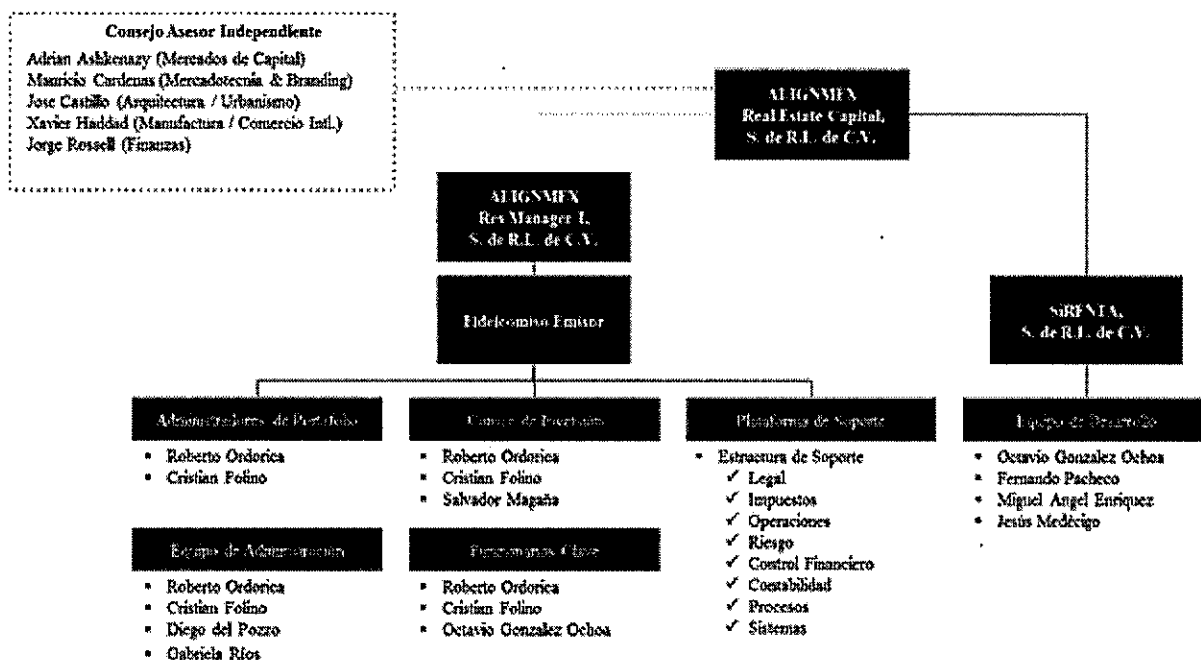 Consejo Asesor Independiente
Adrian Ashkenazy (Mercados de Capital)
Mauricio Cardenas (Mercadotecnia & Branding)
Jose Castillo (Arquitectura / Urbanismo)
Xavier Haddad (Manufactura / Comercio Intl.)
Jorge Rossell (Finanzas)
ALIGNMEX
Real Estate Capital,
S. de R.L. de C.V.
ALIGNMEX
Rex Manager I,
S. de R.L. de C.V.
Fideicomiso Emisor
SiRENTA,
S. de R.L. de C.V.
Administradores de Portafolio
• Roberto Ordorica
• Cristian Folino
Equipo de Administración
• Roberto Ordorica
• Cristian Folino
• Diego del Pozzo
• Gabriela Ríos
Comité de Inversión
• Roberto Ordorica
• Cristian Folino
• Salvador Magaña
Funcionarios Clave
• Roberto Ordorica
• Cristian Folino
• Octavio Gonzalez Ochoa
Plataforma de Soporte
• Estructura de Soporte
✓ Legal
✓ Impuestos
✓ Operaciones
✓ Riesgo
✓ Control Financiero
✓ Contabilidad
✓ Procesos
✓ Sistemas
Equipo de Desarrollo
• Octavio Gonzalez Ochoa
• Fernando Pacheco
• Miguel Angel Enriquez
• Jesús Medécigo